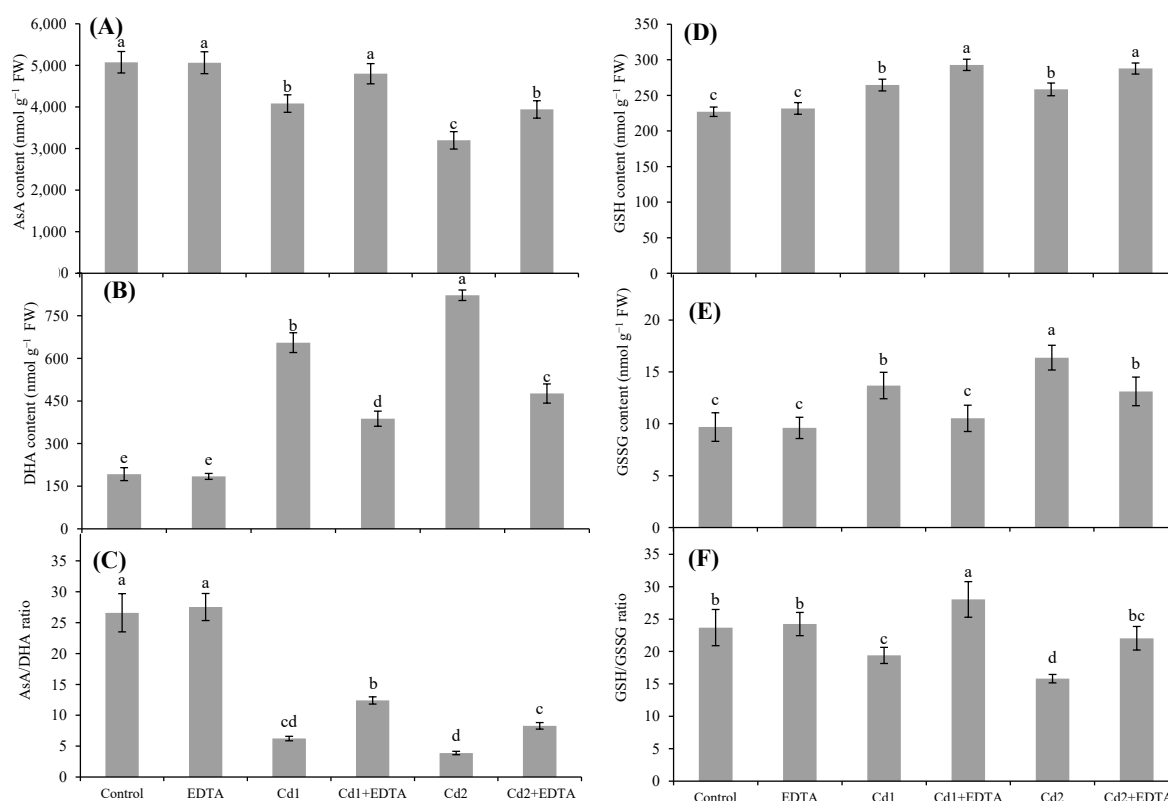 (A)
AsA content (nmol g⁻¹ FW)
6,000
5,000
4,000
3,000
2,000
1,000
00
a
a
b
a
c
b
(B)
DHA content (nmol g⁻¹ FW)
750
600
450
300
150
0
e
e
b
d
a
c
(C)
AsA/DHA ratio
35
30
25
20
15
10
5
0
a
a
cd
b
d
c
Control EDTA Cd1 Cd1+EDTA Cd2 Cd2+EDTA
(D)
GSH content (nmol g⁻¹ FW)
350
300
250
200
150
100
50
0
c
c
b
a
b
a
(E)
GSSG content (nmol g⁻¹ FW)
20
15
10
5
0
c
c
b
c
a
b
(F)
GSH/GSSG ratio
35
30
25
20
15
10
5
0
b
b
c
a
d
bc
Control EDTA Cd1 Cd1+EDTA Cd2 Cd2+EDTA